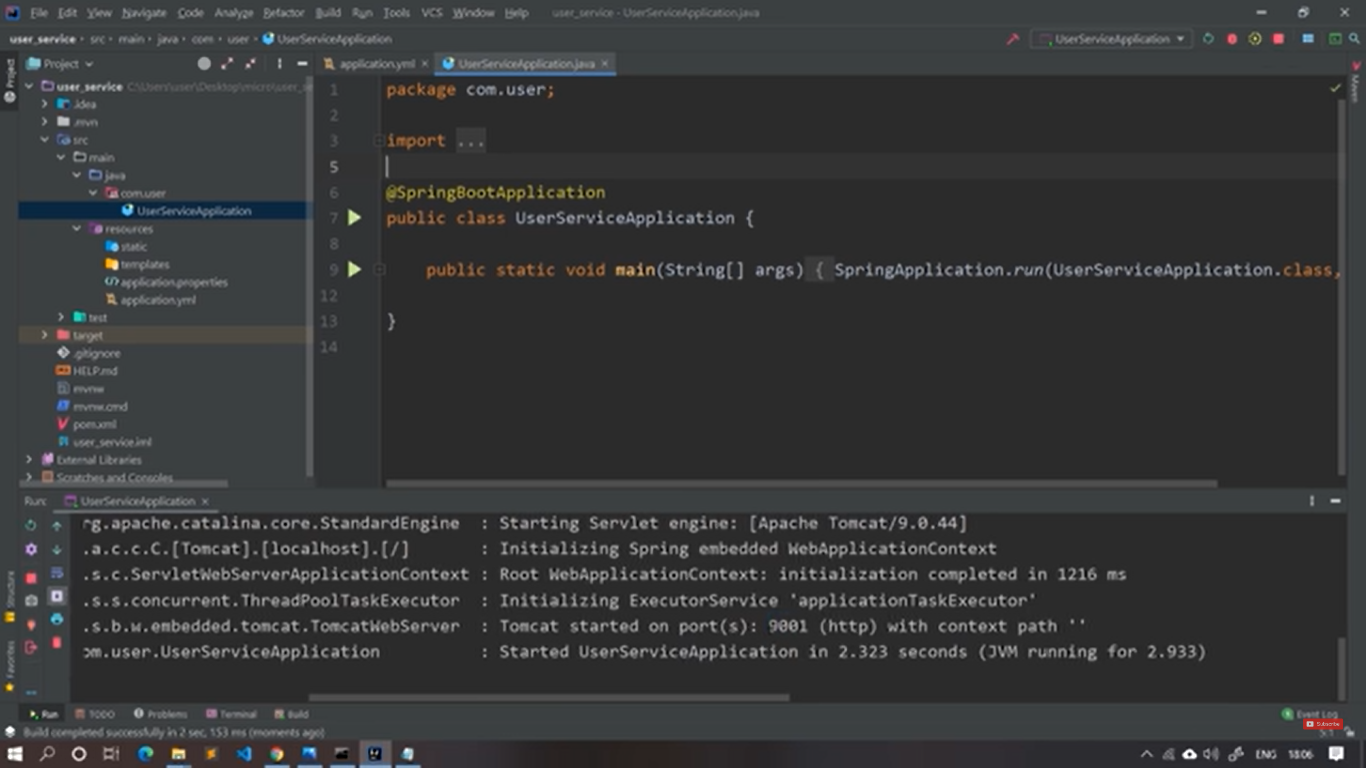 File Edit View Navigate Code Analyze Refactor Build Run Tools VCS Window Help user_service - UserServiceApplication.java
user_service src main java com user UserServiceApplication
UserServiceApplication
Project
Project
application.yml
UserServiceApplication.java
Maven
user_service C:\Users\user\Desktop\micro\user_se
.idea
.mvn
src
main
java
com.user
UserServiceApplication
resources
static
templates
application.properties
application.yml
test
target
.gitignore
HELP.md
mvnw
mvnw.cmd
pom.xml
user_service.iml
External Libraries
Scratches and Consoles
1 package com.user;
2
3 import ...
5
6 @SpringBootApplication
7 public class UserServiceApplication {
8
9 public static void main(String[] args) { SpringApplication.run(UserServiceApplication.class,
12
13 }
14
Run: UserServiceApplication
Structure
Favorites
rg.apache.catalina.core.StandardEngine : Starting Servlet engine: [Apache Tomcat/9.0.44]
.a.c.c.C.[Tomcat].[localhost].[/] : Initializing Spring embedded WebApplicationContext
.s.c.ServletWebServerApplicationContext : Root WebApplicationContext: initialization completed in 1216 ms
.s.s.concurrent.ThreadPoolTaskExecutor : Initializing ExecutorService 'applicationTaskExecutor'
.s.b.w.embedded.tomcat.TomcatWebServer : Tomcat started on port(s): 9001 (http) with context path ''
om.user.UserServiceApplication : Started UserServiceApplication in 2.323 seconds (JVM running for 2.933)
Run TODO Problems Terminal Build
Event Log
Subscribe
Build completed successfully in 2 sec, 153 ms (moments ago)
5:1
ENG 18:06